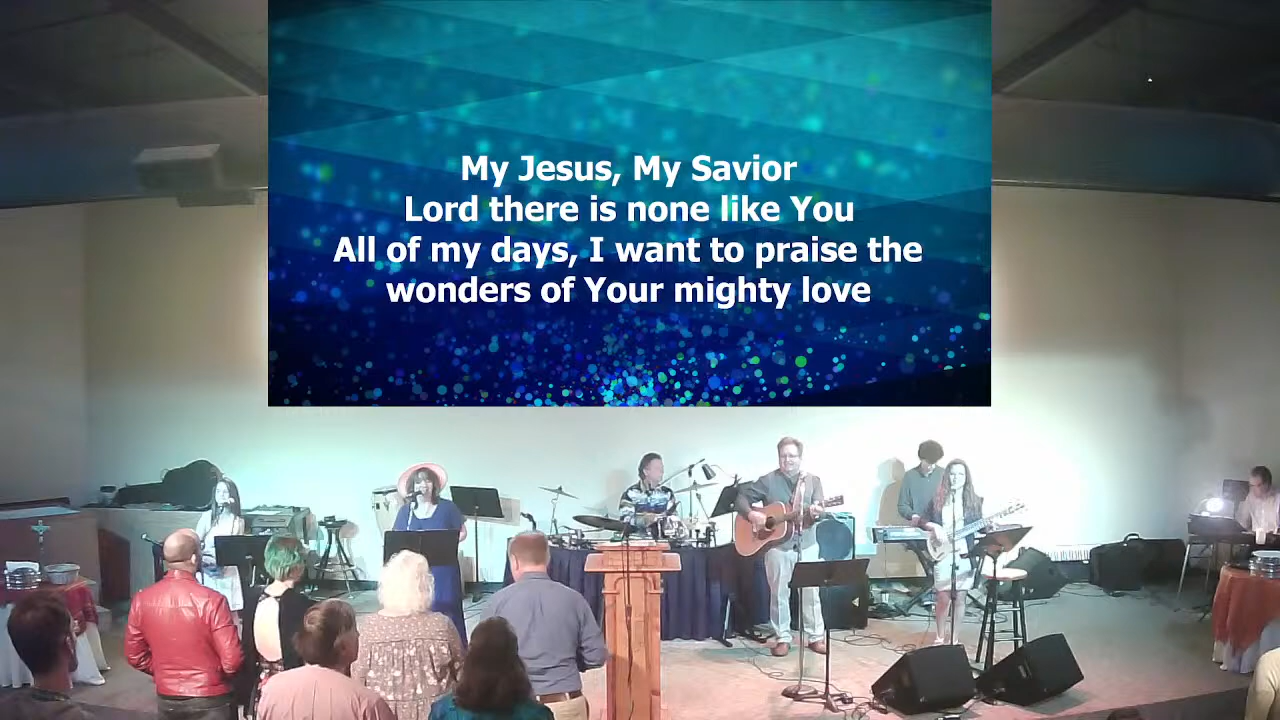 My Jesus, My Savior
Lord there is none like You
All of my days, I want to praise the
wonders of Your mighty love